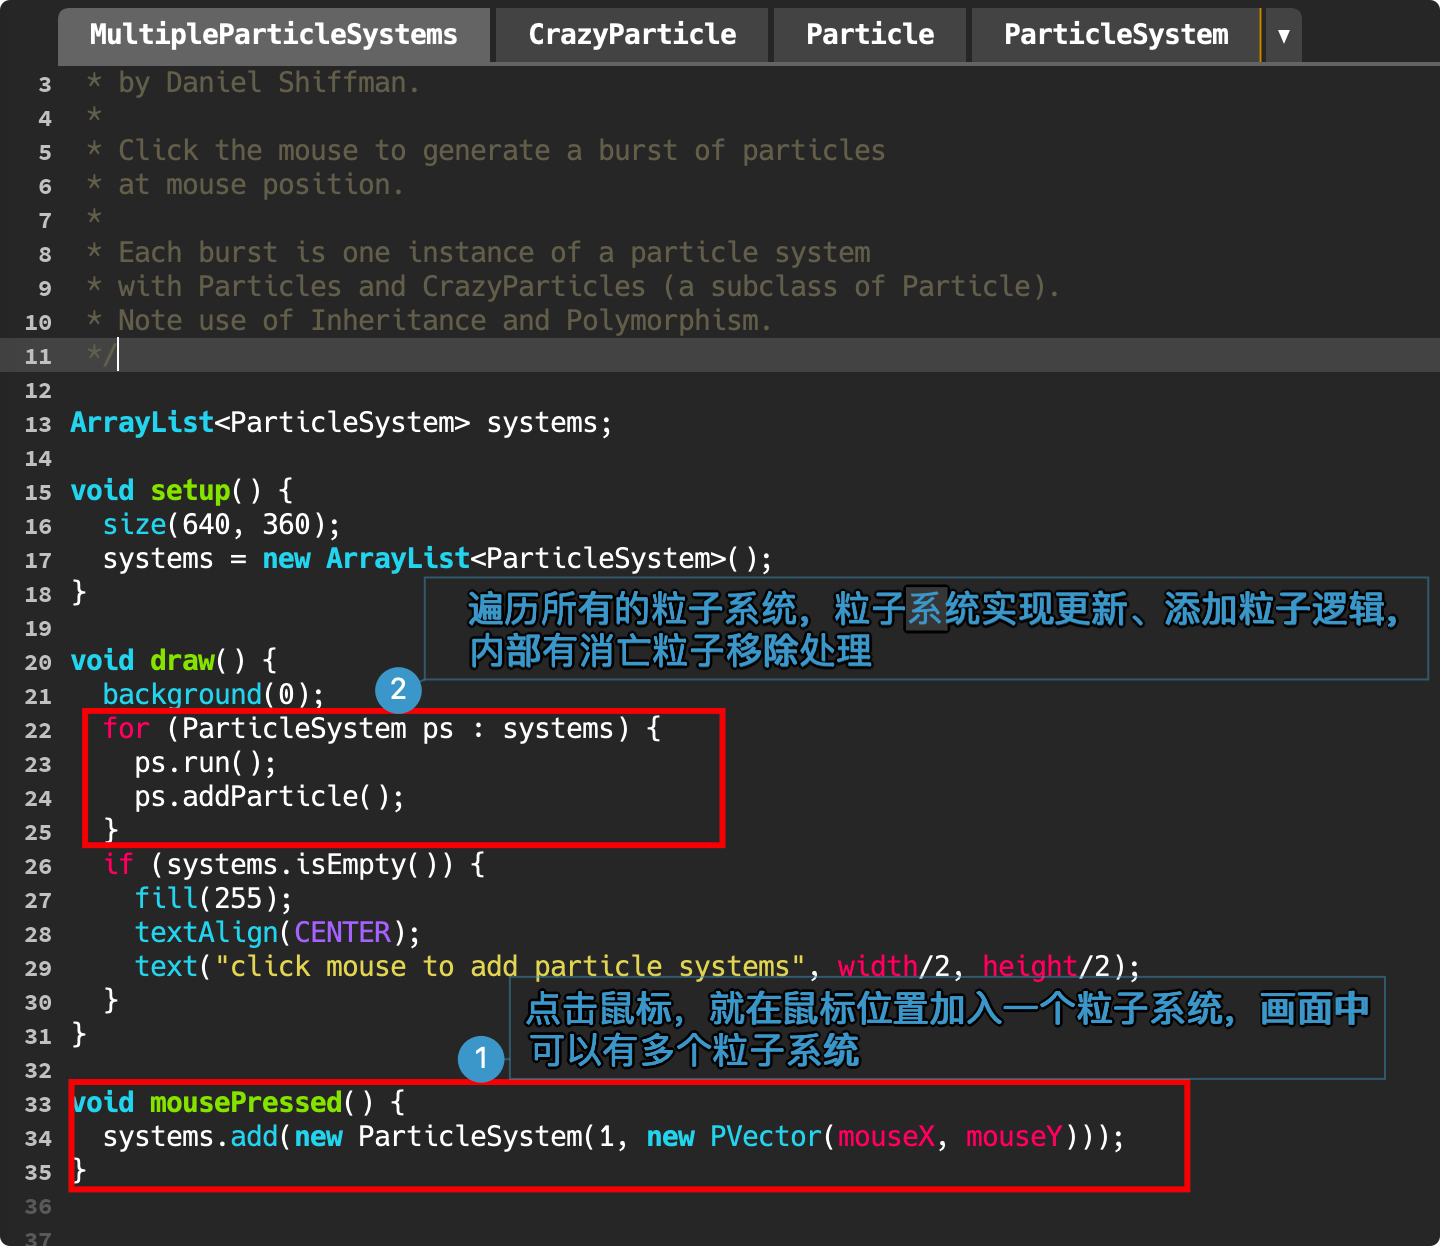 MultipleParticleSystems CrazyParticle Particle ParticleSystem ▼
3 * by Daniel Shiffman.
4 *
5 * Click the mouse to generate a burst of particles
6 * at mouse position.
7 *
8 * Each burst is one instance of a particle system
9 * with Particles and CrazyParticles (a subclass of Particle).
10 * Note use of Inheritance and Polymorphism.
11 */
12
13 ArrayList<ParticleSystem> systems;
14
15 void setup() {
16 size(640, 360);
17 systems = new ArrayList<ParticleSystem>();
18 }
遍历所有的粒子系统，粒子系统实现更新、添加粒子逻辑，
内部有消亡粒子移除处理
19
20 void draw() {
21 background(0);
2
22 for (ParticleSystem ps : systems) {
23 ps.run();
24 ps.addParticle();
25 }
26 if (systems.isEmpty()) {
27 fill(255);
28 textAlign(CENTER);
29 text("click mouse to add particle systems", width/2, height/2);
30 }
点击鼠标，就在鼠标位置加入一个粒子系统，画面中
可以有多个粒子系统
31 }
1
32
33 void mousePressed() {
34 systems.add(new ParticleSystem(1, new PVector(mouseX, mouseY)));
35 }
36
37